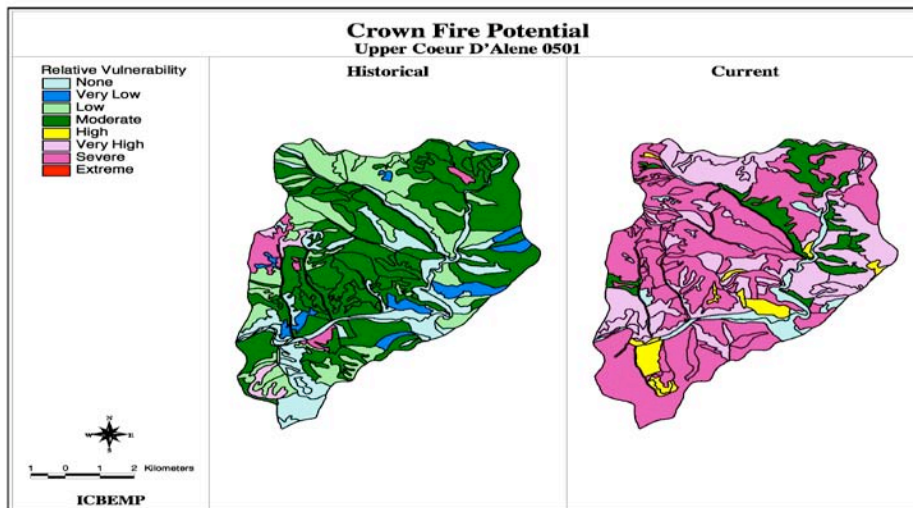 Crown Fire Potential
Upper Coeur D'Alene 0501
Relative Vulnerability
None
Very Low
Low
Moderate
High
Very High
Severe
Extreme
Historical
Current
N
W E
S
1 0 1 2 Kilometers
ICBEMP